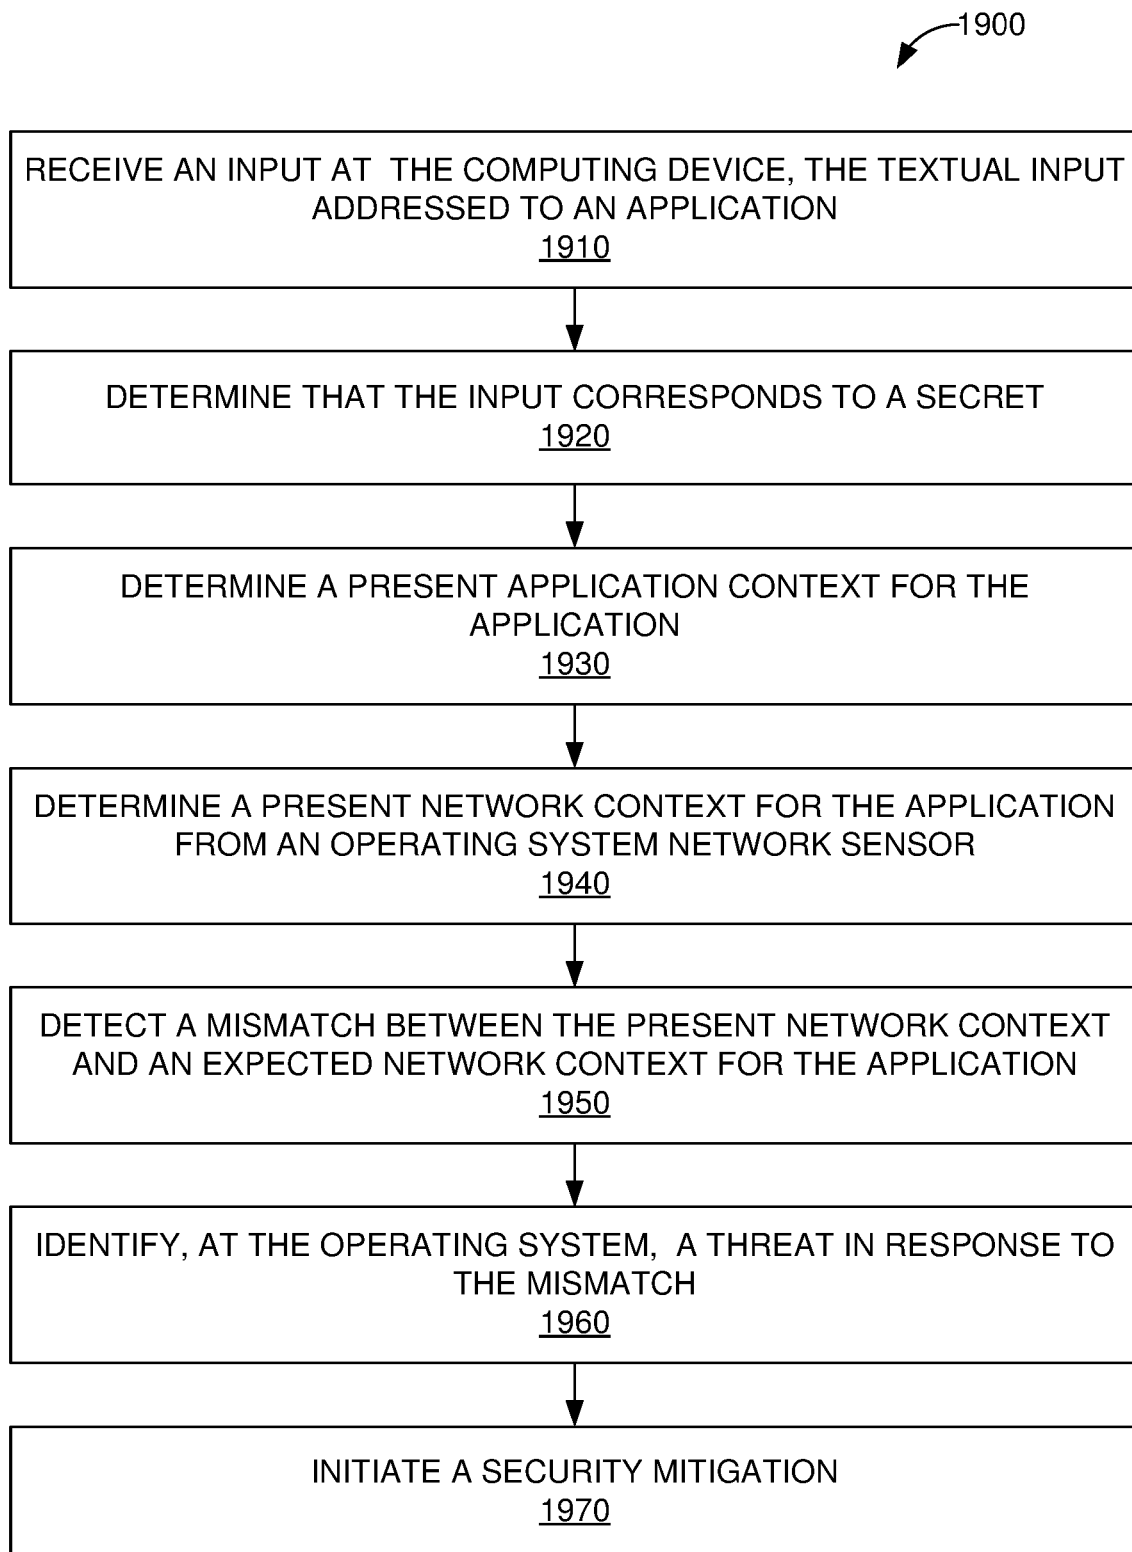 1900
RECEIVE AN INPUT AT THE COMPUTING DEVICE, THE TEXTUAL INPUT
ADDRESSED TO AN APPLICATION
1910
DETERMINE THAT THE INPUT CORRESPONDS TO A SECRET
1920
DETERMINE A PRESENT APPLICATION CONTEXT FOR THE
APPLICATION
1930
DETERMINE A PRESENT NETWORK CONTEXT FOR THE APPLICATION
FROM AN OPERATING SYSTEM NETWORK SENSOR
1940
DETECT A MISMATCH BETWEEN THE PRESENT NETWORK CONTEXT
AND AN EXPECTED NETWORK CONTEXT FOR THE APPLICATION
1950
IDENTIFY, AT THE OPERATING SYSTEM, A THREAT IN RESPONSE TO
THE MISMATCH
1960
INITIATE A SECURITY MITIGATION
1970